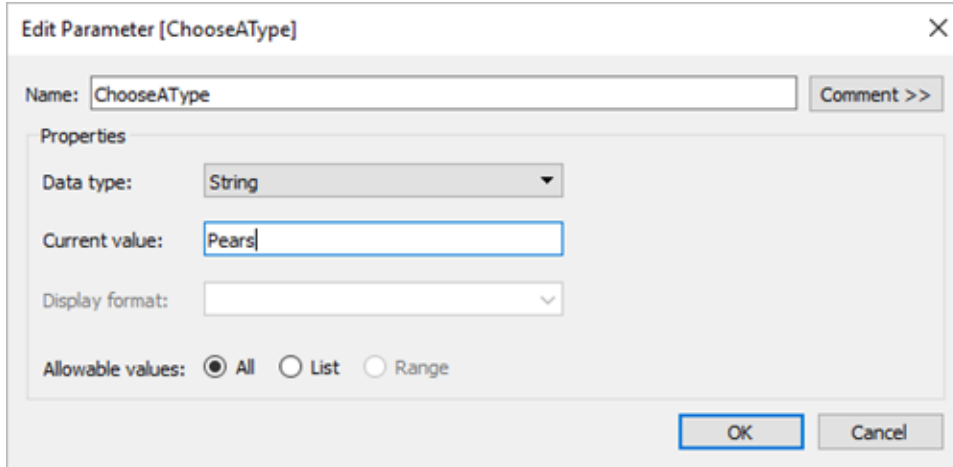 Edit Parameter [ChooseAType]
Name: ChooseAType Comment >>
Properties
Data type: String
Current value: Pears
Display format:
Allowable values: All List Range
OK Cancel